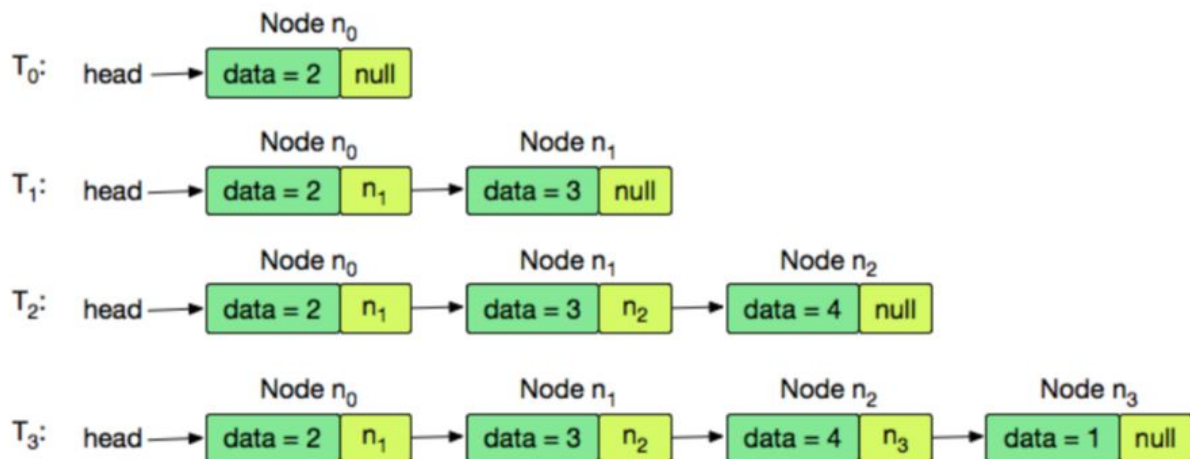 Node n₀
T₀: head data = 2 null
Node n₀ Node n₁
T₁: head data = 2 n₁ data = 3 null
Node n₀ Node n₁ Node n₂
T₂: head data = 2 n₁ data = 3 n₂ data = 4 null
Node n₀ Node n₁ Node n₂ Node n₃
T₃: head data = 2 n₁ data = 3 n₂ data = 4 n₃ data = 1 null